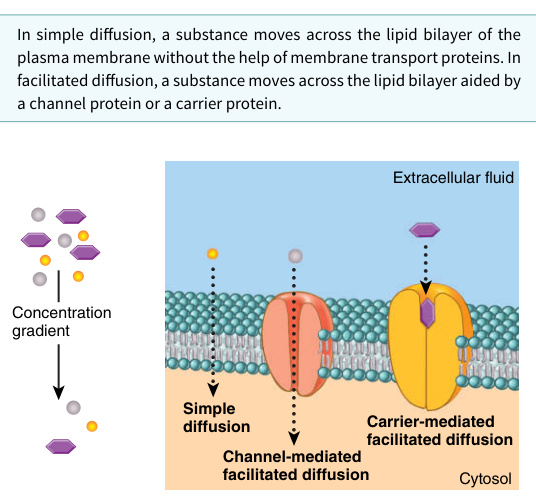 In simple diffusion, a substance moves across the lipid bilayer of the
plasma membrane without the help of membrane transport proteins. In
facilitated diffusion, a substance moves across the lipid bilayer aided by
a channel protein or a carrier protein.
Extracellular fluid
Concentration
gradient
Simple
diffusion
Channel-mediated
facilitated diffusion
Carrier-mediated
facilitated diffusion
Cytosol